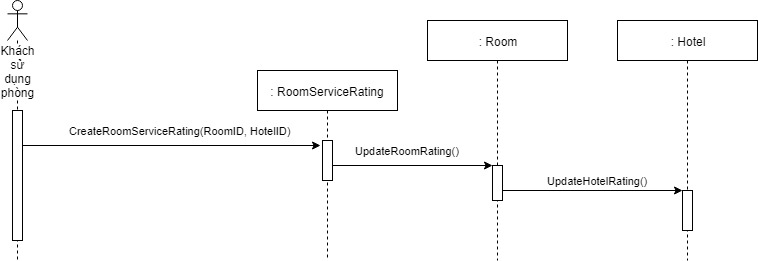 Khách
sử
dụng
phòng
: Room
: Hotel
: RoomServiceRating
CreateRoomServiceRating(RoomID, HotelID)
UpdateRoomRating()
UpdateHotelRating()